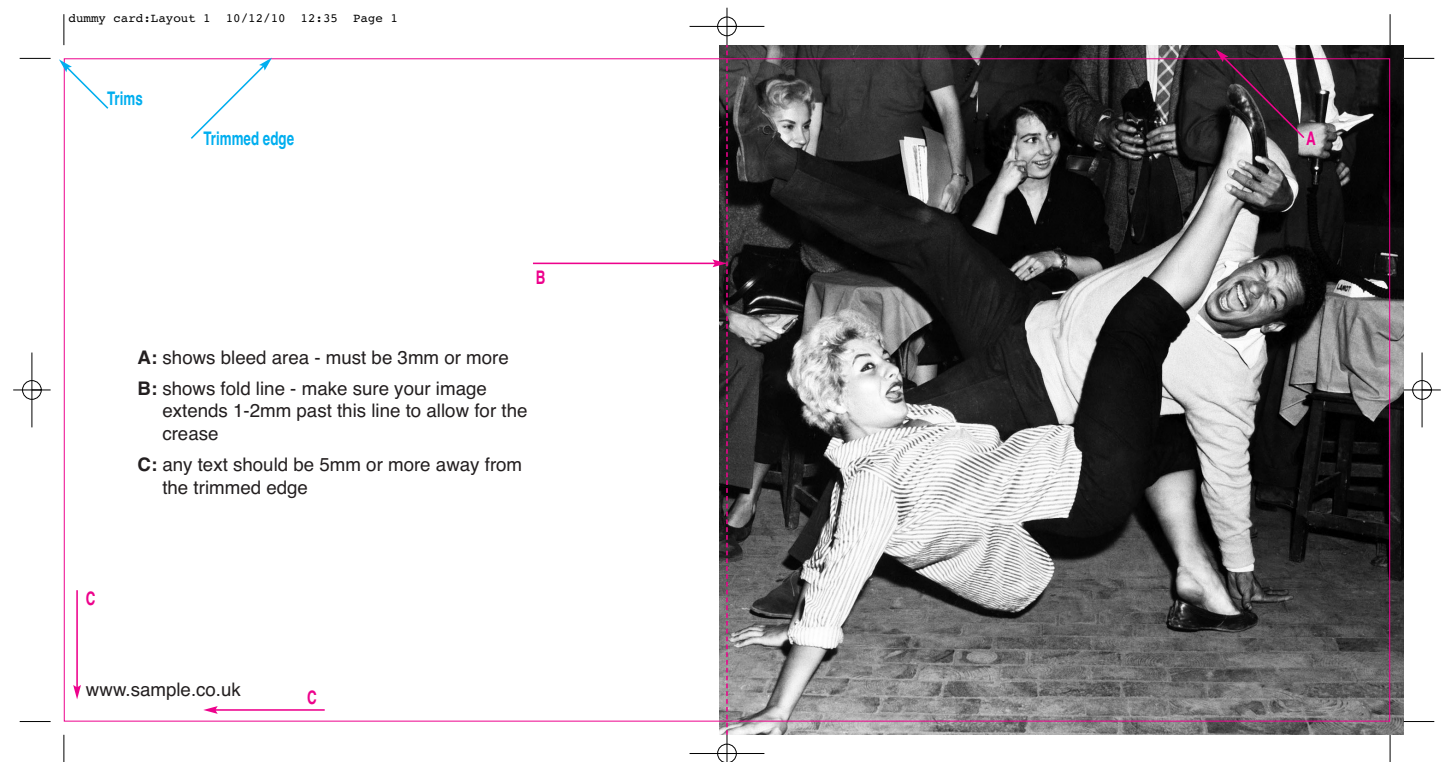 dummy card:Layout 1 10/12/10 12:35 Page 1
Trims
Trimmed edge
A
B
A: shows bleed area - must be 3mm or more
B: shows fold line - make sure your image
extends 1-2mm past this line to allow for the
crease
C: any text should be 5mm or more away from
the trimmed edge
C
www.sample.co.uk
C